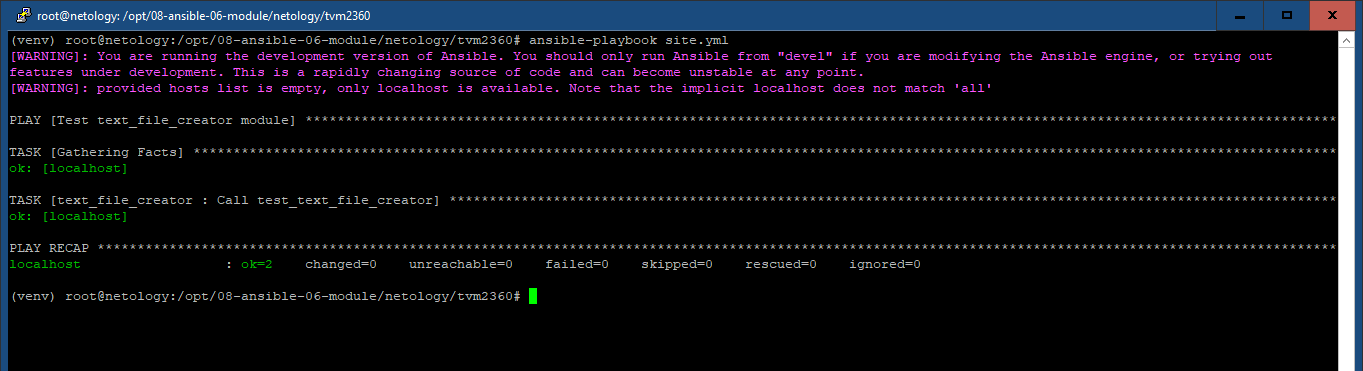 root@netology: /opt/08-ansible-06-module/netology/tvm2360
(venv) root@netology:/opt/08-ansible-06-module/netology/tvm2360# ansible-playbook site.yml
[WARNING]: You are running the development version of Ansible. You should only run Ansible from "devel" if you are modifying the Ansible engine, or trying out
features under development. This is a rapidly changing source of code and can become unstable at any point.
[WARNING]: provided hosts list is empty, only localhost is available. Note that the implicit localhost does not match 'all'
PLAY [Test text_file_creator module] *********************************************************************************************************************************
TASK [Gathering Facts] ***********************************************************************************************************************************************
ok: [localhost]
TASK [text_file_creator : Call test_text_file_creator] ***************************************************************************************************************
ok: [localhost]
PLAY RECAP ***********************************************************************************************************************************************************
localhost                  : ok=2    changed=0    unreachable=0    failed=0    skipped=0    rescued=0    ignored=0
(venv) root@netology:/opt/08-ansible-06-module/netology/tvm2360#